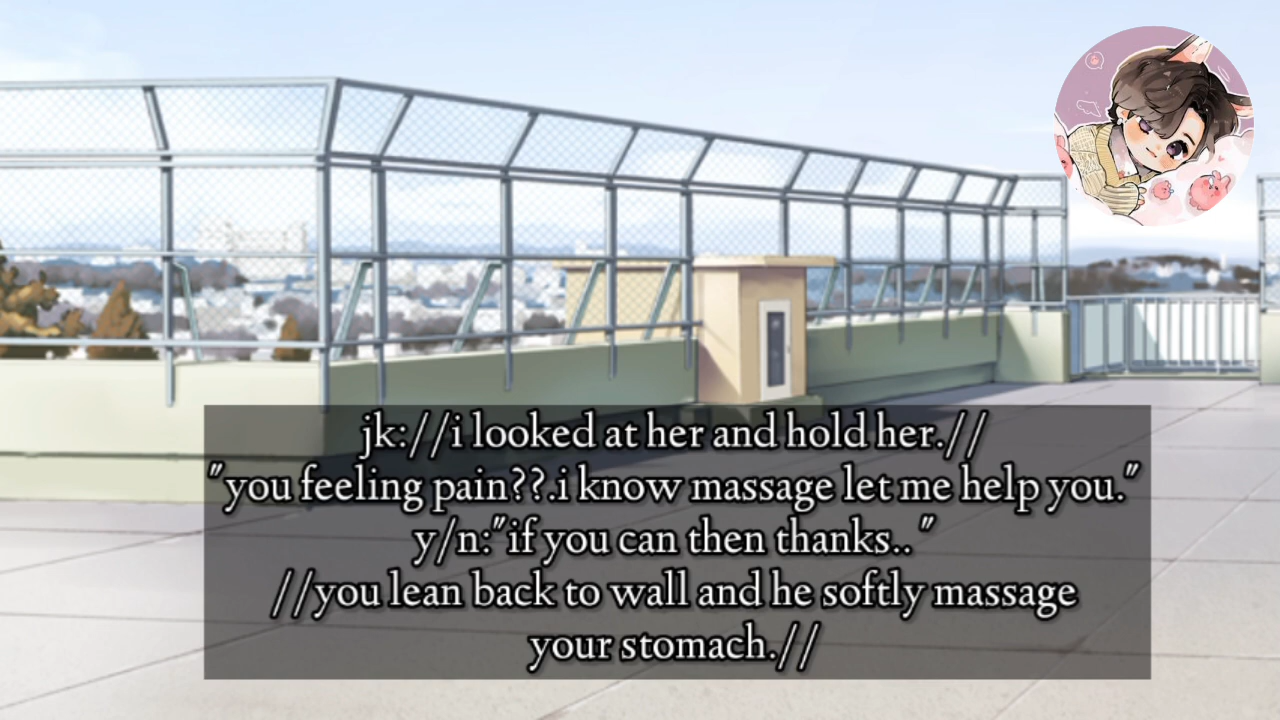 jk://i looked at her and hold her.//
"you feeling pain??.i know massage let me help you."
y/n:"if you can then thanks.. "
//you lean back to wall and he softly massage
your stomach.//